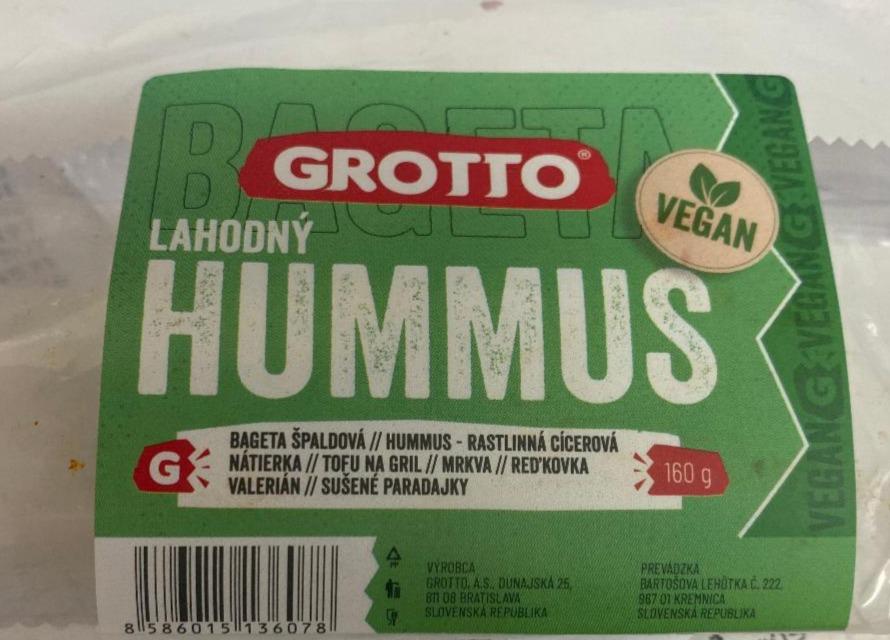 BAGETA
GROTTO®
LAHODNÝ
VEGAN
HUMMUS
BAGETA ŠPALDOVÁ // HUMMUS - RASTLINNÁ CÍCEROVÁ
NÁTIERKA // TOFU NA GRIL // MRKVA // REĎKOVKA
VALERIÁN // SUŠENÉ PARADAJKY
G
160 g
VEGAN G VEGAN G VEGAN G
8 586015 136078
PP
VÝROBCA
GROTTO, A.S., DUNAJSKÁ 25,
811 08 BRATISLAVA
SLOVENSKÁ REPUBLIKA
PREVÁDZKA
BARTOŠOVA LEHÔTKA Č. 222,
967 01 KREMNICA
SLOVENSKÁ REPUBLIKA